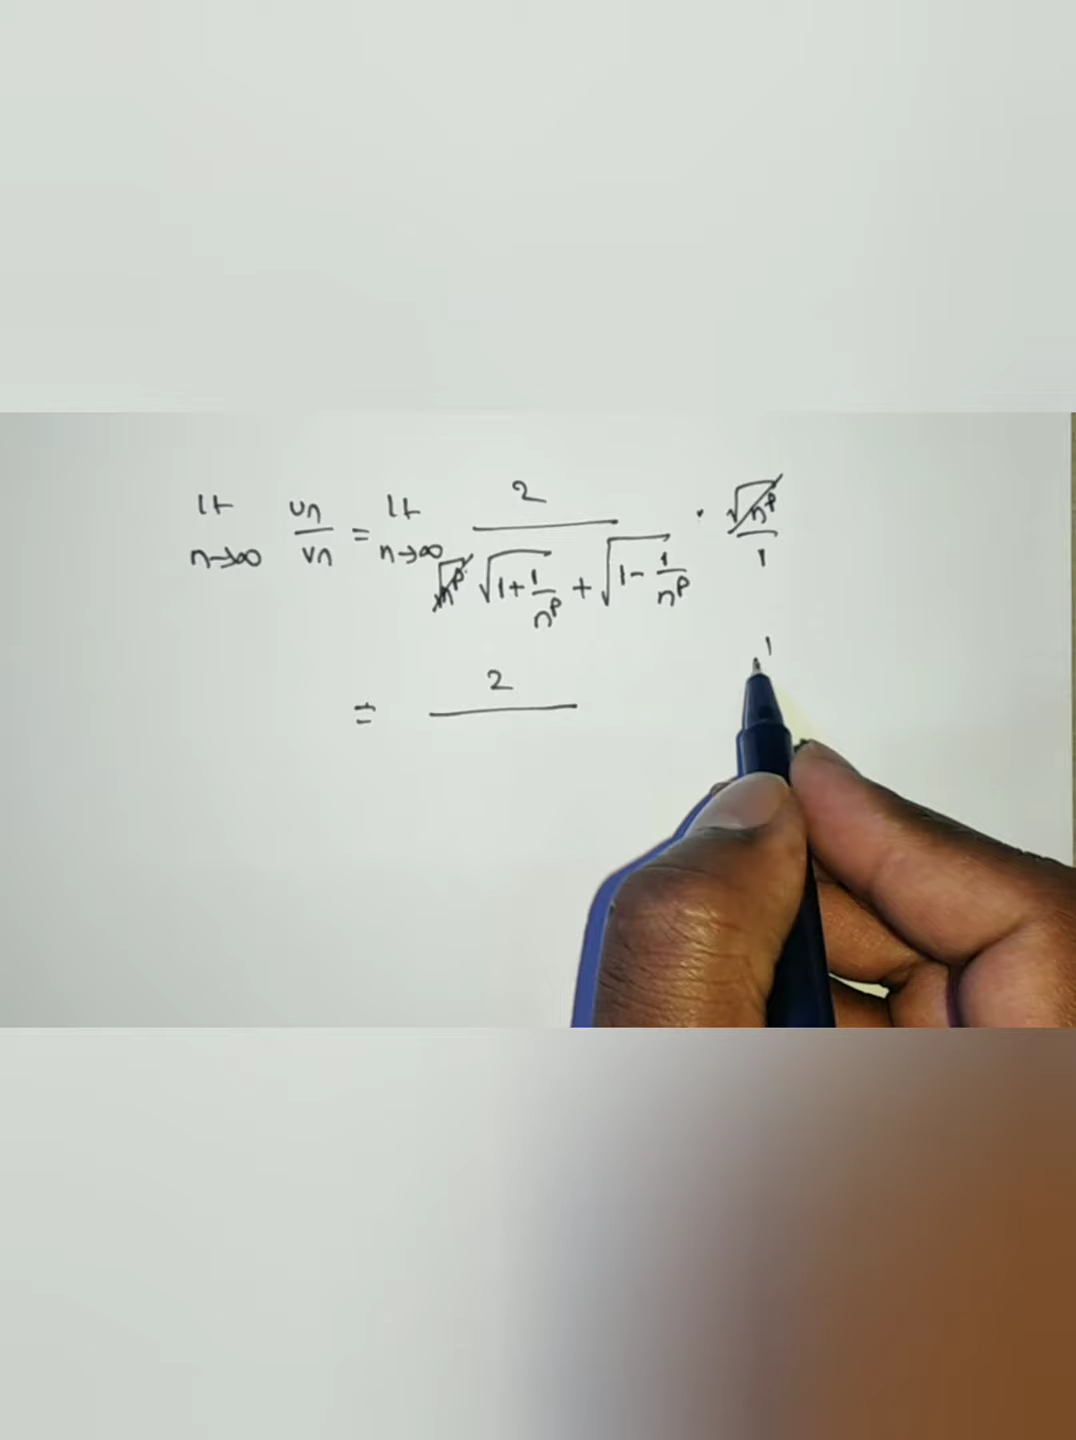 lt n→∞ un/vn = lt n→∞ 2/(√n^p √(1+1/n^p) + √(1-1/n^p)) · √n^p/1
= 2/